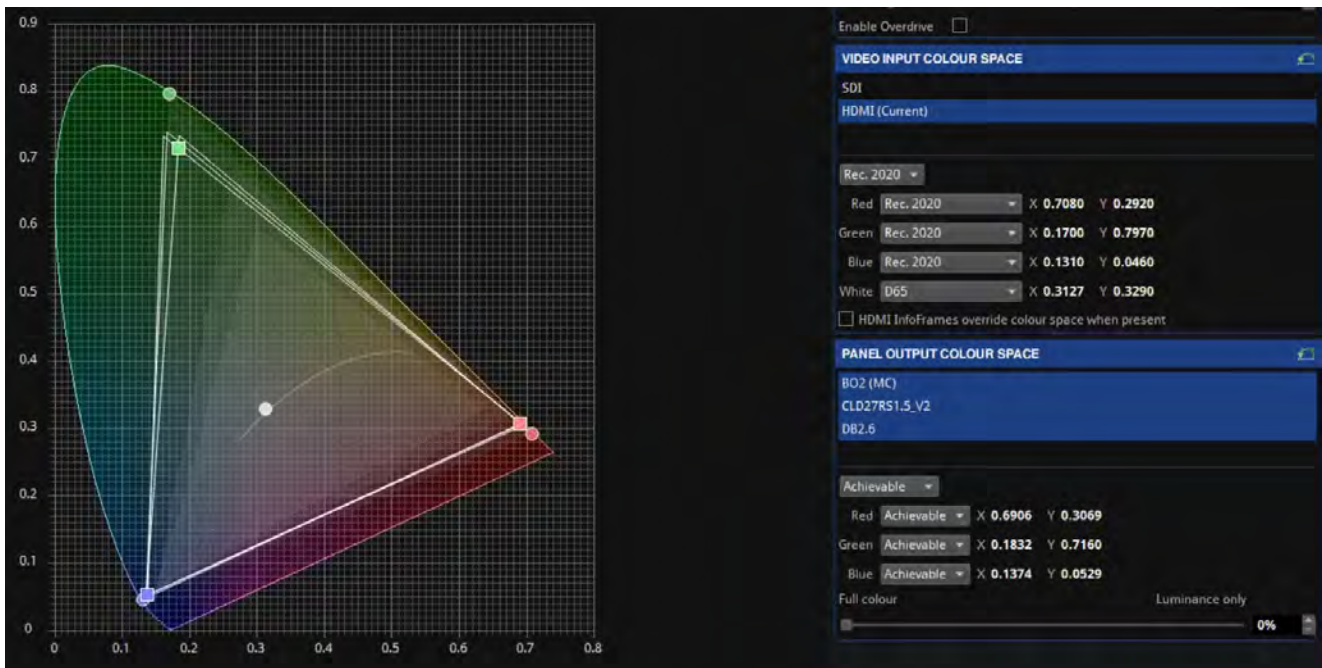 0.9
0.8
0.7
0.6
0.5
0.4
0.3
0.2
0.1
0
0 0.1 0.2 0.3 0.4 0.5 0.6 0.7 0.8
Enable Overdrive
VIDEO INPUT COLOUR SPACE
SDI
HDMI (Current)
Rec. 2020
Red Rec. 2020 X 0.7080 Y 0.2920
Green Rec. 2020 X 0.1700 Y 0.7970
Blue Rec. 2020 X 0.1310 Y 0.0460
White D65 X 0.3127 Y 0.3290
HDMI InfoFrames override colour space when present
PANEL OUTPUT COLOUR SPACE
BO2 (MC)
CLD27RS1.5_V2
DB2.6
Achievable
Red Achievable X 0.6906 Y 0.3069
Green Achievable X 0.1832 Y 0.7160
Blue Achievable X 0.1374 Y 0.0529
Full colour Luminance only
0%